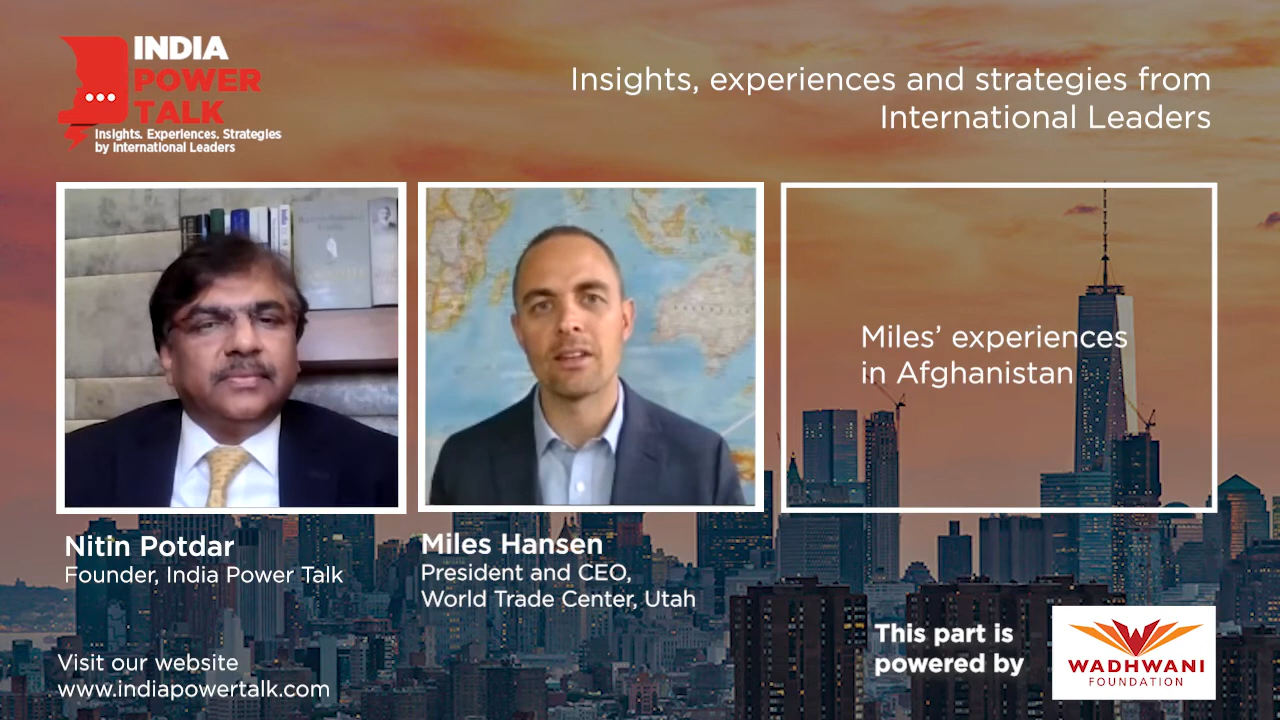 INDIA
POWER
TALK
Insights. Experiences. Strategies
by International Leaders
Insights, experiences and strategies from
International Leaders
Miles’ experiences
in Afghanistan
Nitin Potdar
Founder, India Power Talk
Miles Hansen
President and CEO,
World Trade Center, Utah
Visit our website
www.indiapowertalk.com
This part is
powered by
WADHWANI
FOUNDATION